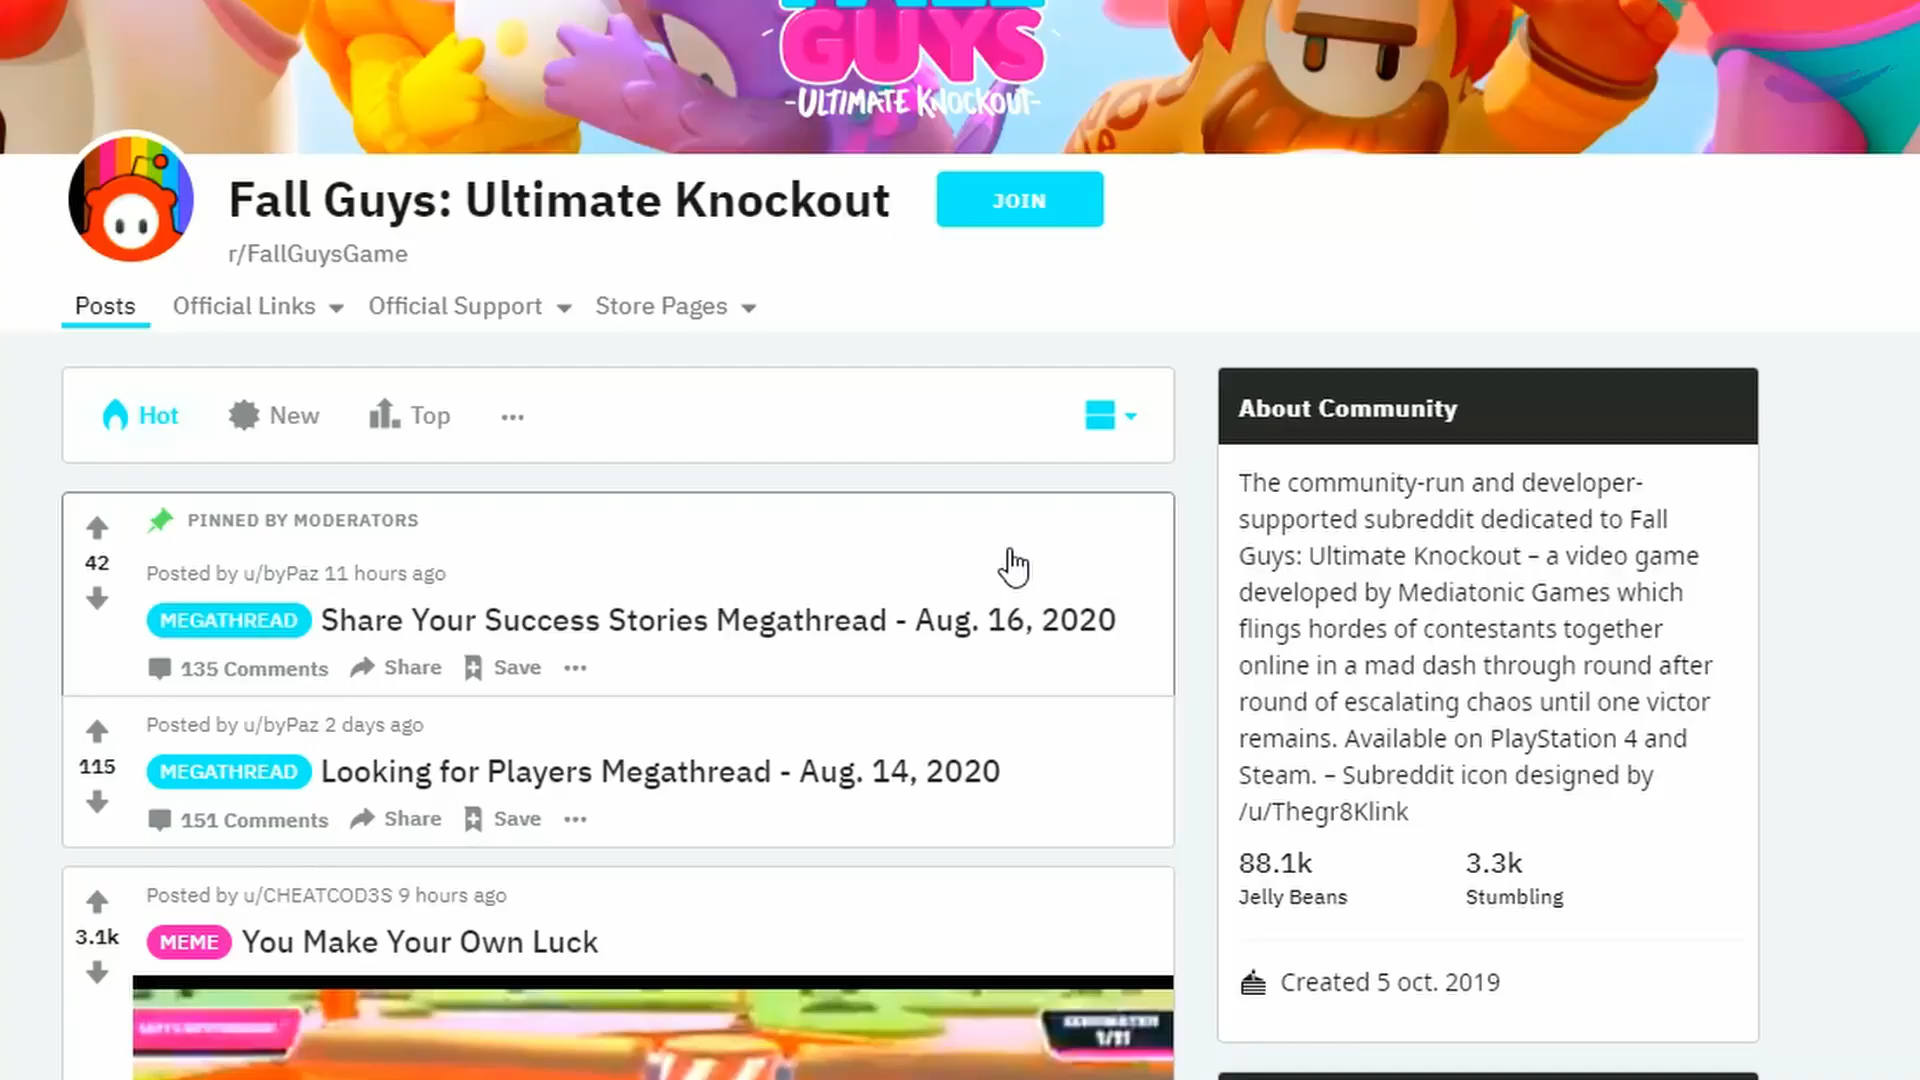 GUYS
-ULTIMATE KNOCKOUT-
Fall Guys: Ultimate Knockout
JOIN
r/FallGuysGame
Posts
Official Links
Official Support
Store Pages
Hot
New
Top
PINNED BY MODERATORS
42
Posted by u/byPaz 11 hours ago
MEGATHREAD Share Your Success Stories Megathread - Aug. 16, 2020
135 Comments
Share
Save
Posted by u/byPaz 2 days ago
115
MEGATHREAD Looking for Players Megathread - Aug. 14, 2020
151 Comments
Share
Save
Posted by u/CHEATCOD3S 9 hours ago
3.1k
MEME You Make Your Own Luck
1/11
About Community
The community-run and developer-
supported subreddit dedicated to Fall
Guys: Ultimate Knockout – a video game
developed by Mediatonic Games which
flings hordes of contestants together
online in a mad dash through round after
round of escalating chaos until one victor
remains. Available on PlayStation 4 and
Steam. – Subreddit icon designed by
/u/Thegr8Klink
88.1k
3.3k
Jelly Beans
Stumbling
Created 5 oct. 2019